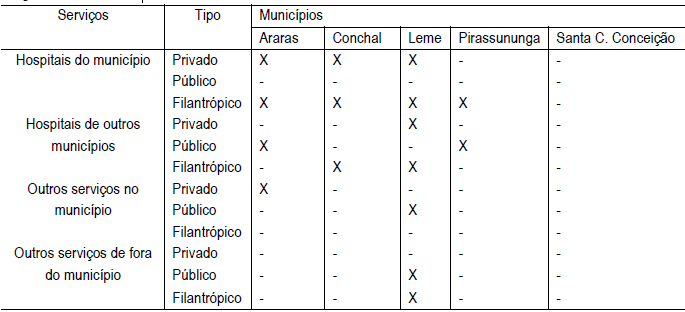 Serviços Tipo Municípios
Araras Conchal Leme Pirassununga Santa C. Conceição
Hospitais do município Privado X X X - -
Público - - - - -
Filantrópico X X X X -
Hospitais de outros Privado - - X - -
municípios Público X - - X -
Filantrópico - X X - -
Outros serviços no Privado X - - - -
município Público - - X - -
Filantrópico - - - - -
Outros serviços de fora Privado - - - - -
do município Público - - X - -
Filantrópico - - X - -